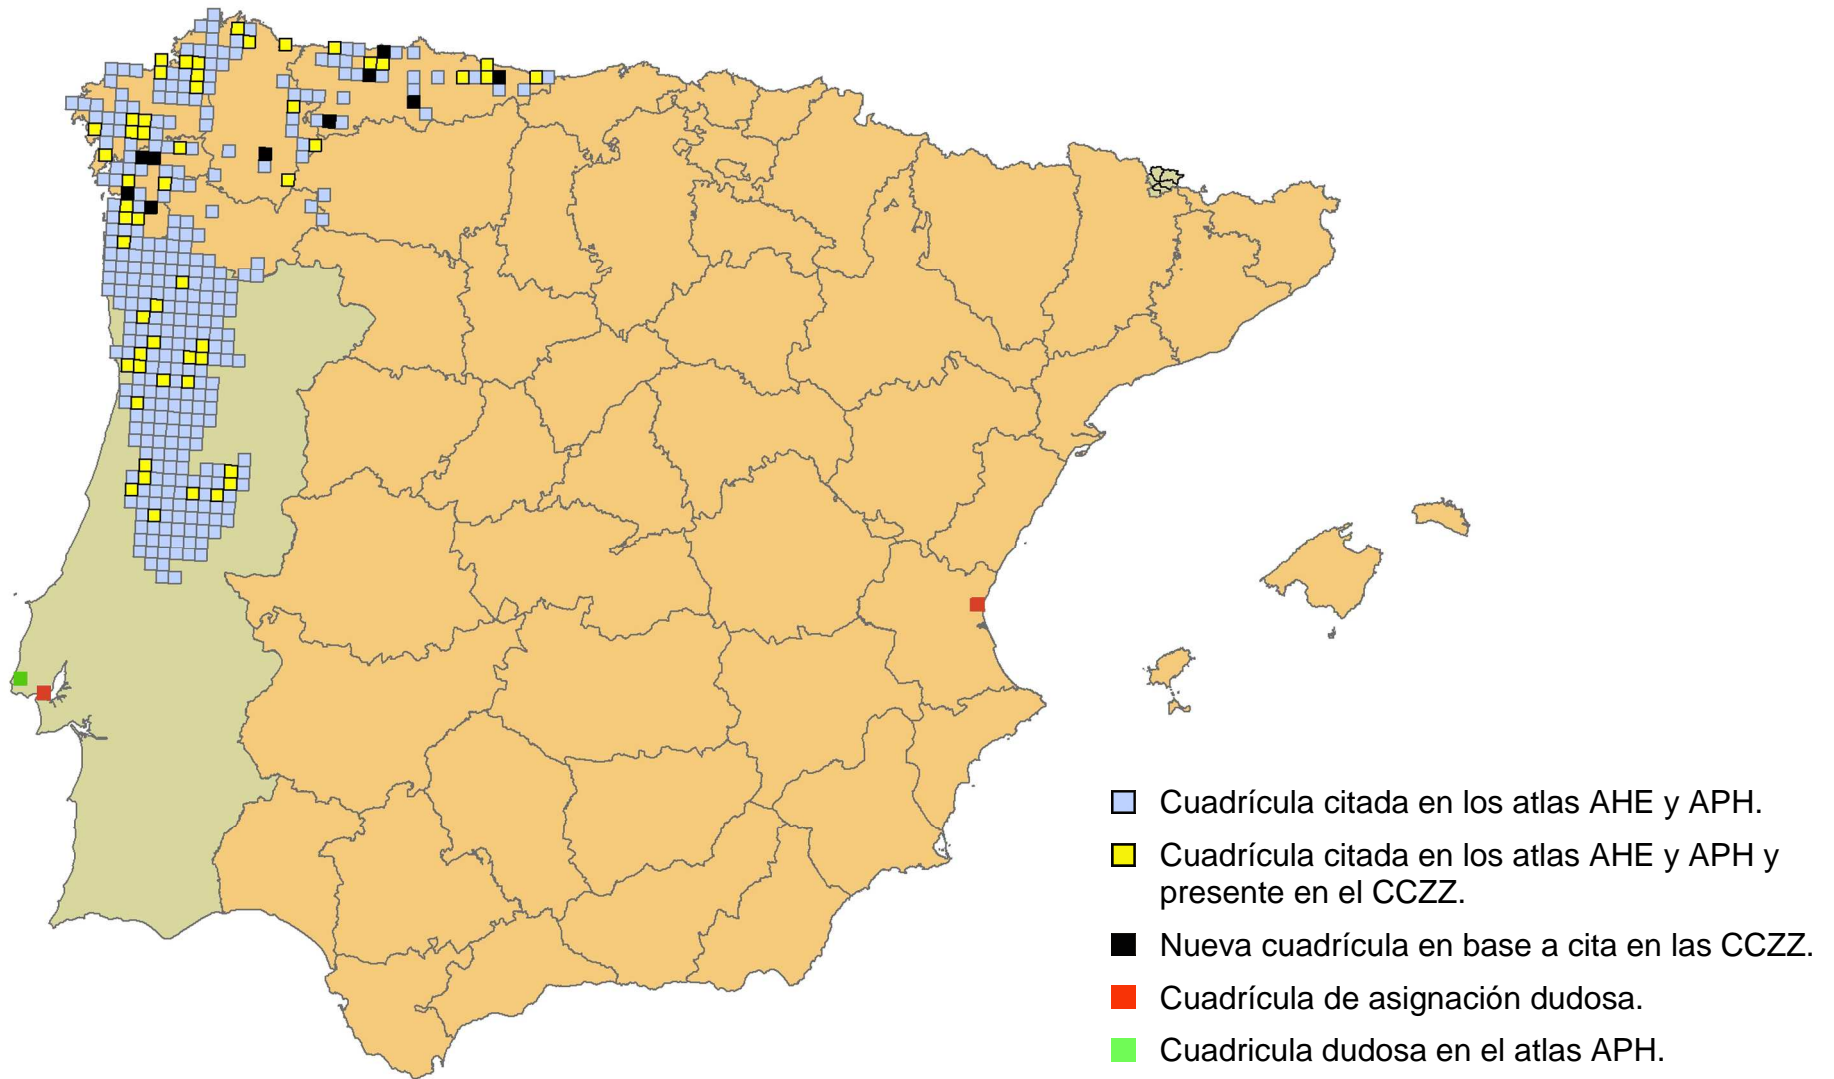 Cuadrícula citada en los atlas AHE y APH.
Cuadrícula citada en los atlas AHE y APH y
presente en el CCZZ.
Nueva cuadrícula en base a cita en las CCZZ.
Cuadrícula de asignación dudosa.
Cuadricula dudosa en el atlas APH.